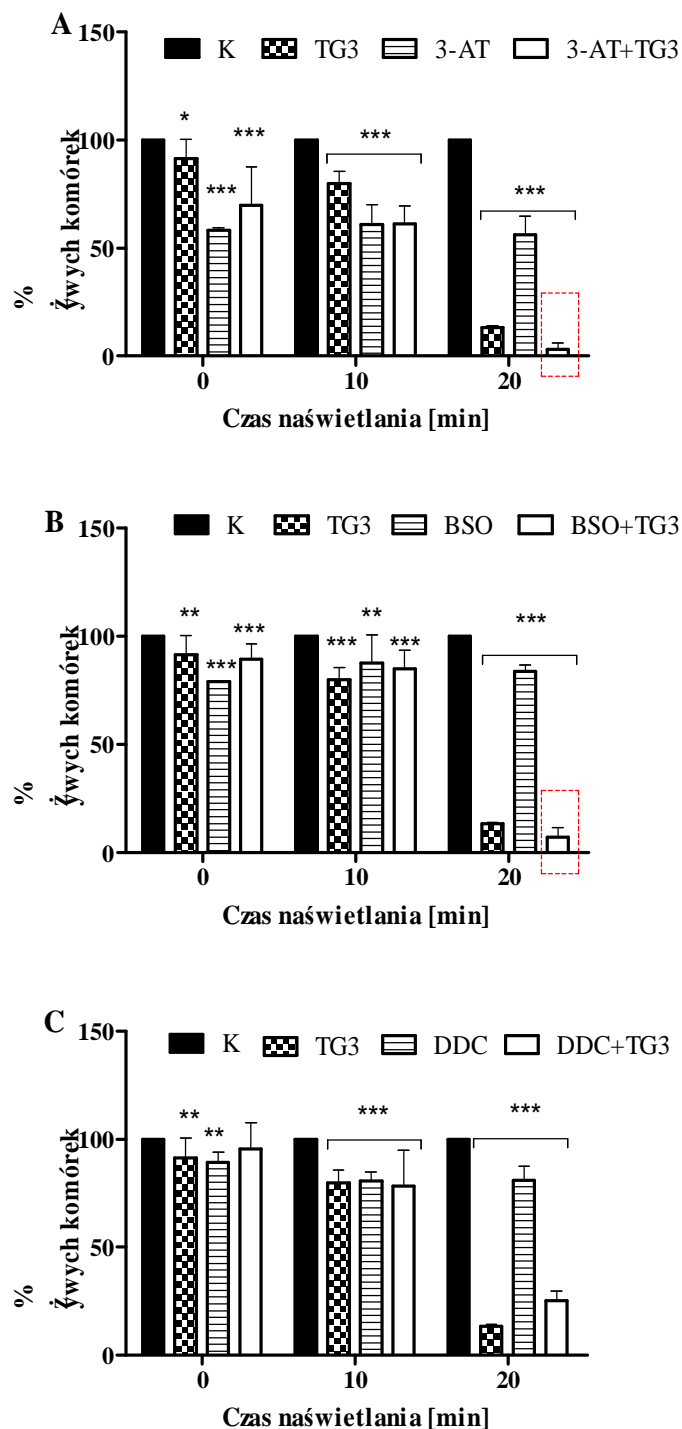 A
150
K TG3 3-AT 3-AT+TG3
* *** *** *** ***
100
50
0
% żywych komórek
0 10 20
Czas naświetlania [min]
B
150
K TG3 BSO BSO+TG3
** *** *** *** ** *** ***
100
50
0
% żywych komórek
0 10 20
Czas naświetlania [min]
C
150
K TG3 DDC DDC+TG3
** ** *** ***
100
50
0
% żywych komórek
0 10 20
Czas naświetlania [min]